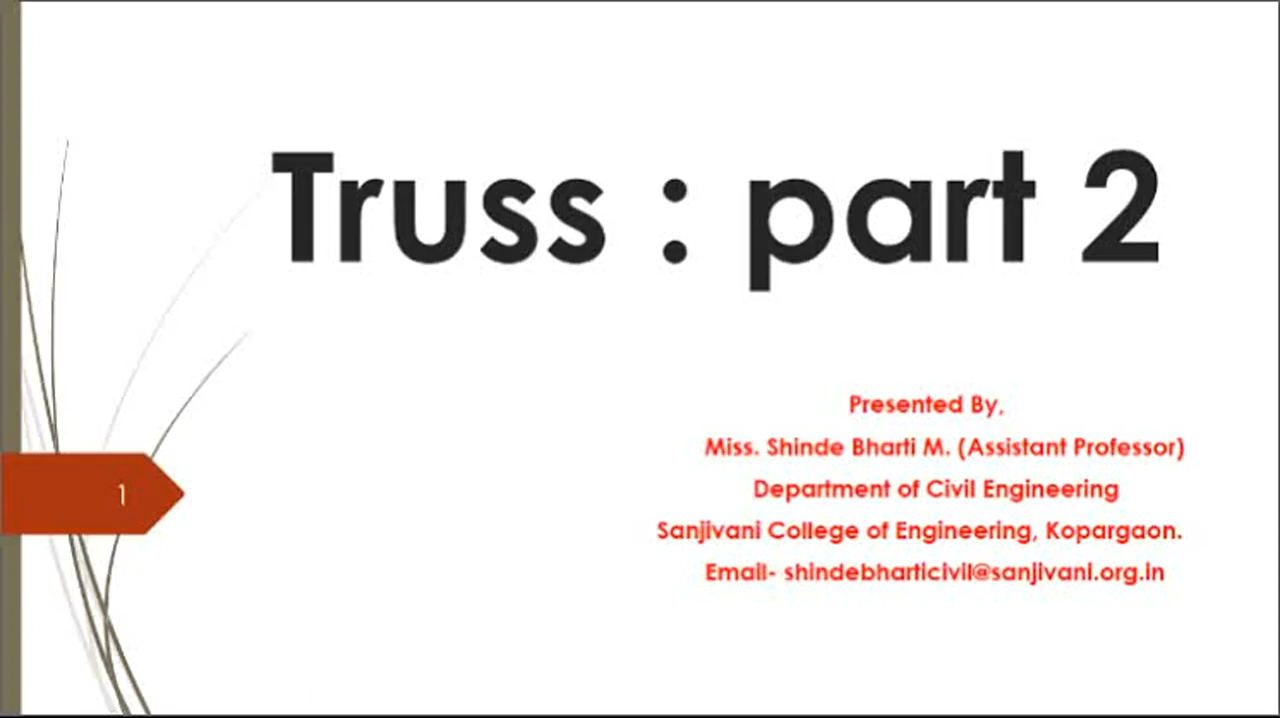 Truss : part 2
Presented By,
Miss. Shinde Bharti M. (Assistant Professor)
Department of Civil Engineering
1
Sanjivani College of Engineering, Kopargaon.
Email- shindebharticivil@sanjivani.org.in